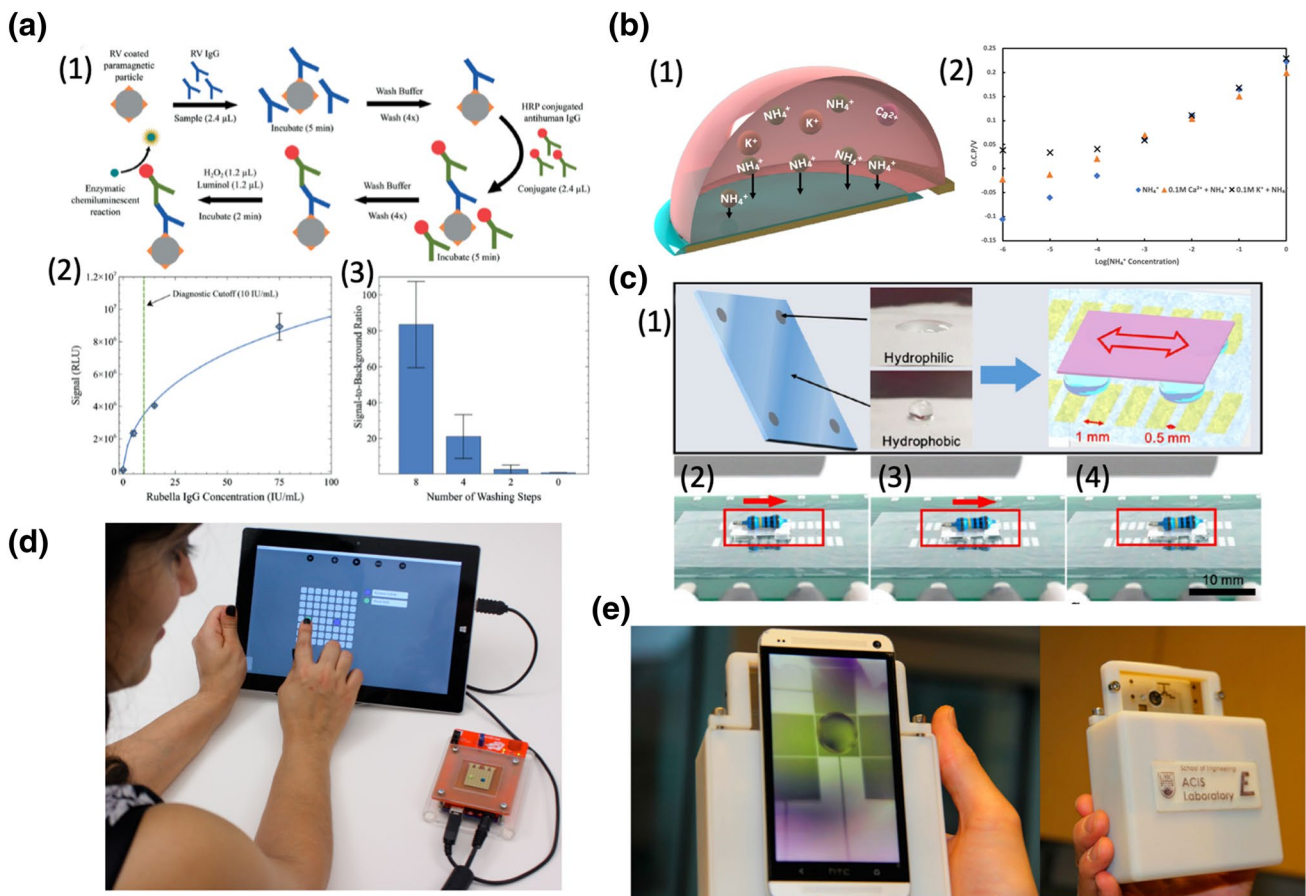 (a)
(1)
RV coated
paramagnetic
particle
RV IgG
Sample (2.4 µL)
Incubate (5 min)
Wash Buffer
Wash (4x)
HRP conjugated
antihuman IgG
Conjugate (2.4 µL)
Incubate (5 min)
Wash Buffer
Wash (4x)
H₂O₂ (1.2 µL)
Luminol (1.2 µL)
Incubate (2 min)
Enzymatic
chemiluminescent
reaction
(2)
1.2×10⁷
10⁷
8×10⁶
6×10⁶
4×10⁶
2×10⁶
0
Signal (RLU)
Diagnostic Cutoff (10 IU/mL)
0 25 50 75 100
Rubella IgG Concentration (IU/mL)
(3)
100
80
60
40
20
Signal-to-Background Ratio
8 4 2 0
Number of Washing Steps
(b)
(1)
NH₄⁺ NH₄⁺ Ca²⁺
K⁺ K⁺
NH₄⁺ NH₄⁺ NH₄⁺ NH₄⁺
NH₄⁺
(2)
0.25
0.2
0.15
0.1
0.05
0
-0.05
-0.1
-0.15
O.C.P/V
NH₄⁺ 0.1M Ca²⁺ + NH₄⁺ 0.1M K⁺ + NH₄
-6 -5 -4 -3 -2 -1 0
Log(NH₄⁺ Concentration)
(c)
(1)
Hydrophilic
Hydrophobic
1 mm
0.5 mm
(2)
(3)
(4)
10 mm
(d)
(e)
hTC
School of Engineering
ACIS
Laboratory
E